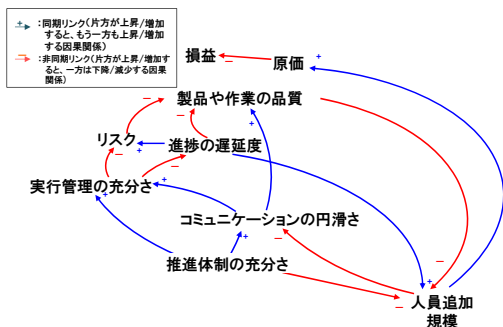 + :同期リンク(片方が上昇/増加
すると、もう一方も上昇/増加
する因果関係)
－ :非同期リンク(片方が上昇/増加す
ると、一方は下降/減少する因果
関係)
損益
－
原価
+
製品や作業の品質
－
－
+
リスク
+
進捗の遅延度
－
－
実行管理の充分さ
+
+
コミュニケーションの円滑さ
+
－
推進体制の充分さ
－
+
－
人員追加
規模